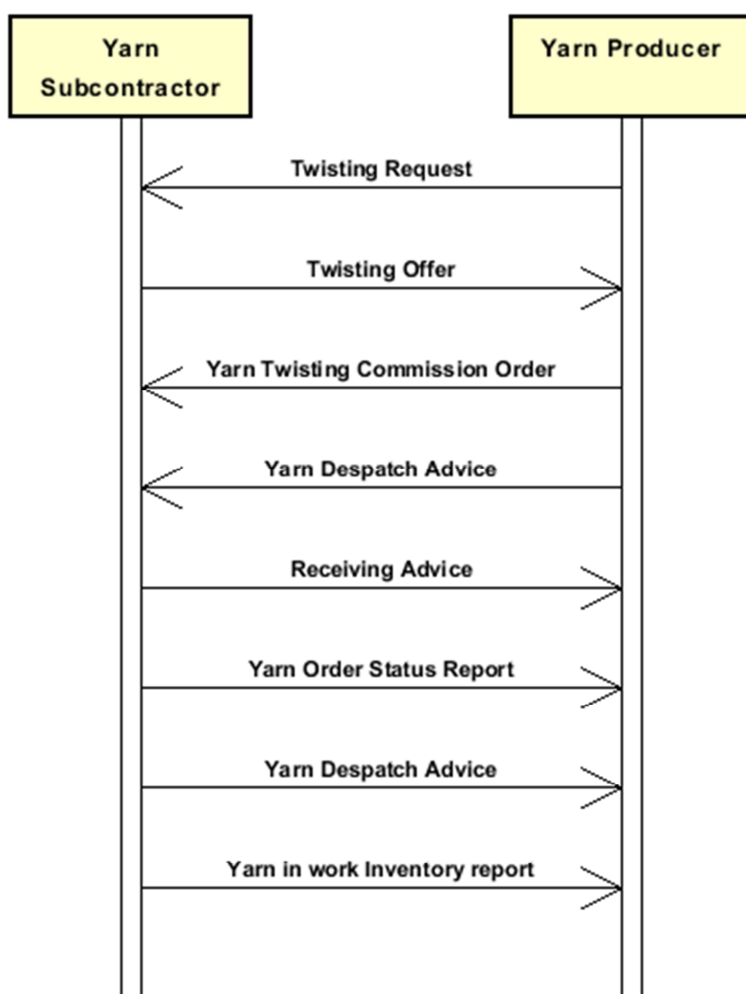 Yarn
Subcontractor
Yarn Producer
Twisting Request
Twisting Offer
Yarn Twisting Commission Order
Yarn Despatch Advice
Receiving Advice
Yarn Order Status Report
Yarn Despatch Advice
Yarn in work Inventory report